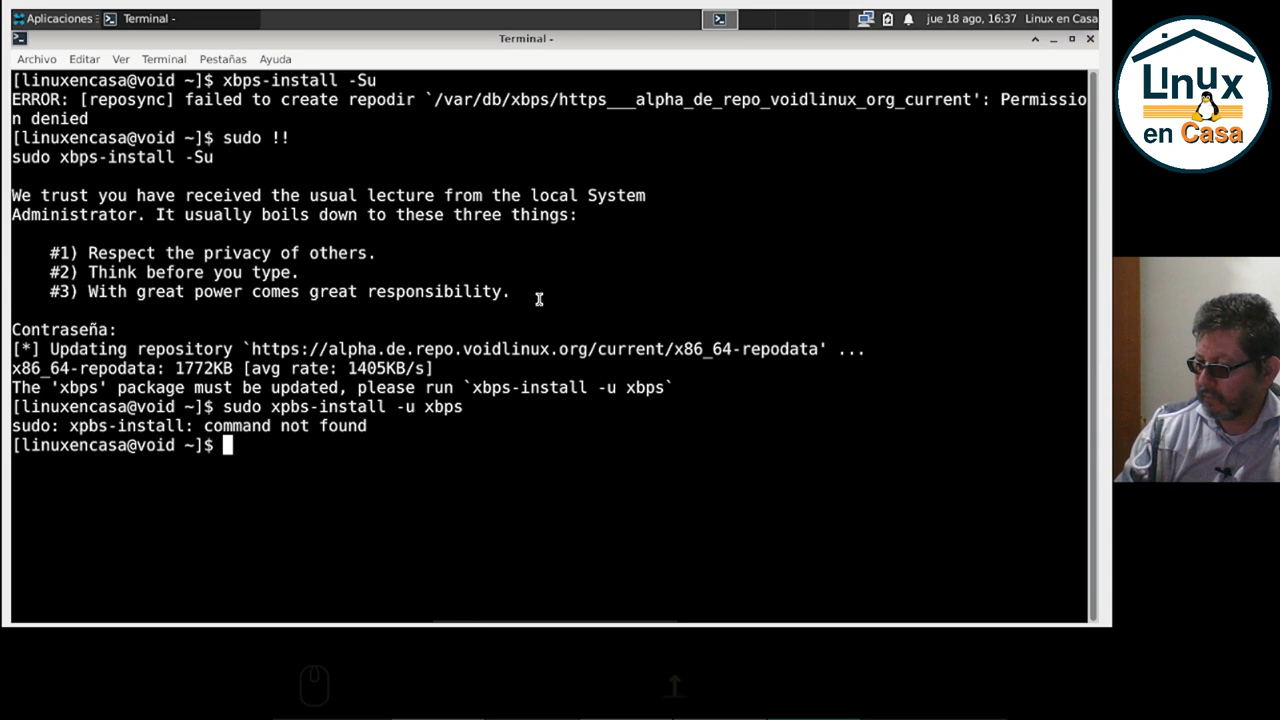 Aplicaciones
Terminal -
jue 18 ago, 16:37
Linux en Casa
Terminal -
Archivo Editar Ver Terminal Pestañas Ayuda
[linuxencasa@void ~]$ xbps-install -Su
ERROR: [reposync] failed to create repodir `/var/db/xbps/https___alpha_de_repo_voidlinux_org_current': Permissio
n denied
[linuxencasa@void ~]$ sudo !!
sudo xbps-install -Su
We trust you have received the usual lecture from the local System
Administrator. It usually boils down to these three things:
#1) Respect the privacy of others.
#2) Think before you type.
#3) With great power comes great responsibility.
Contraseña:
[*] Updating repository `https://alpha.de.repo.voidlinux.org/current/x86_64-repodata' ...
x86_64-repodata: 1772KB [avg rate: 1405KB/s]
The 'xbps' package must be updated, please run `xbps-install -u xbps`
[linuxencasa@void ~]$ sudo xpbs-install -u xbps
sudo: xpbs-install: command not found
[linuxencasa@void ~]$
LInUx
en Casa